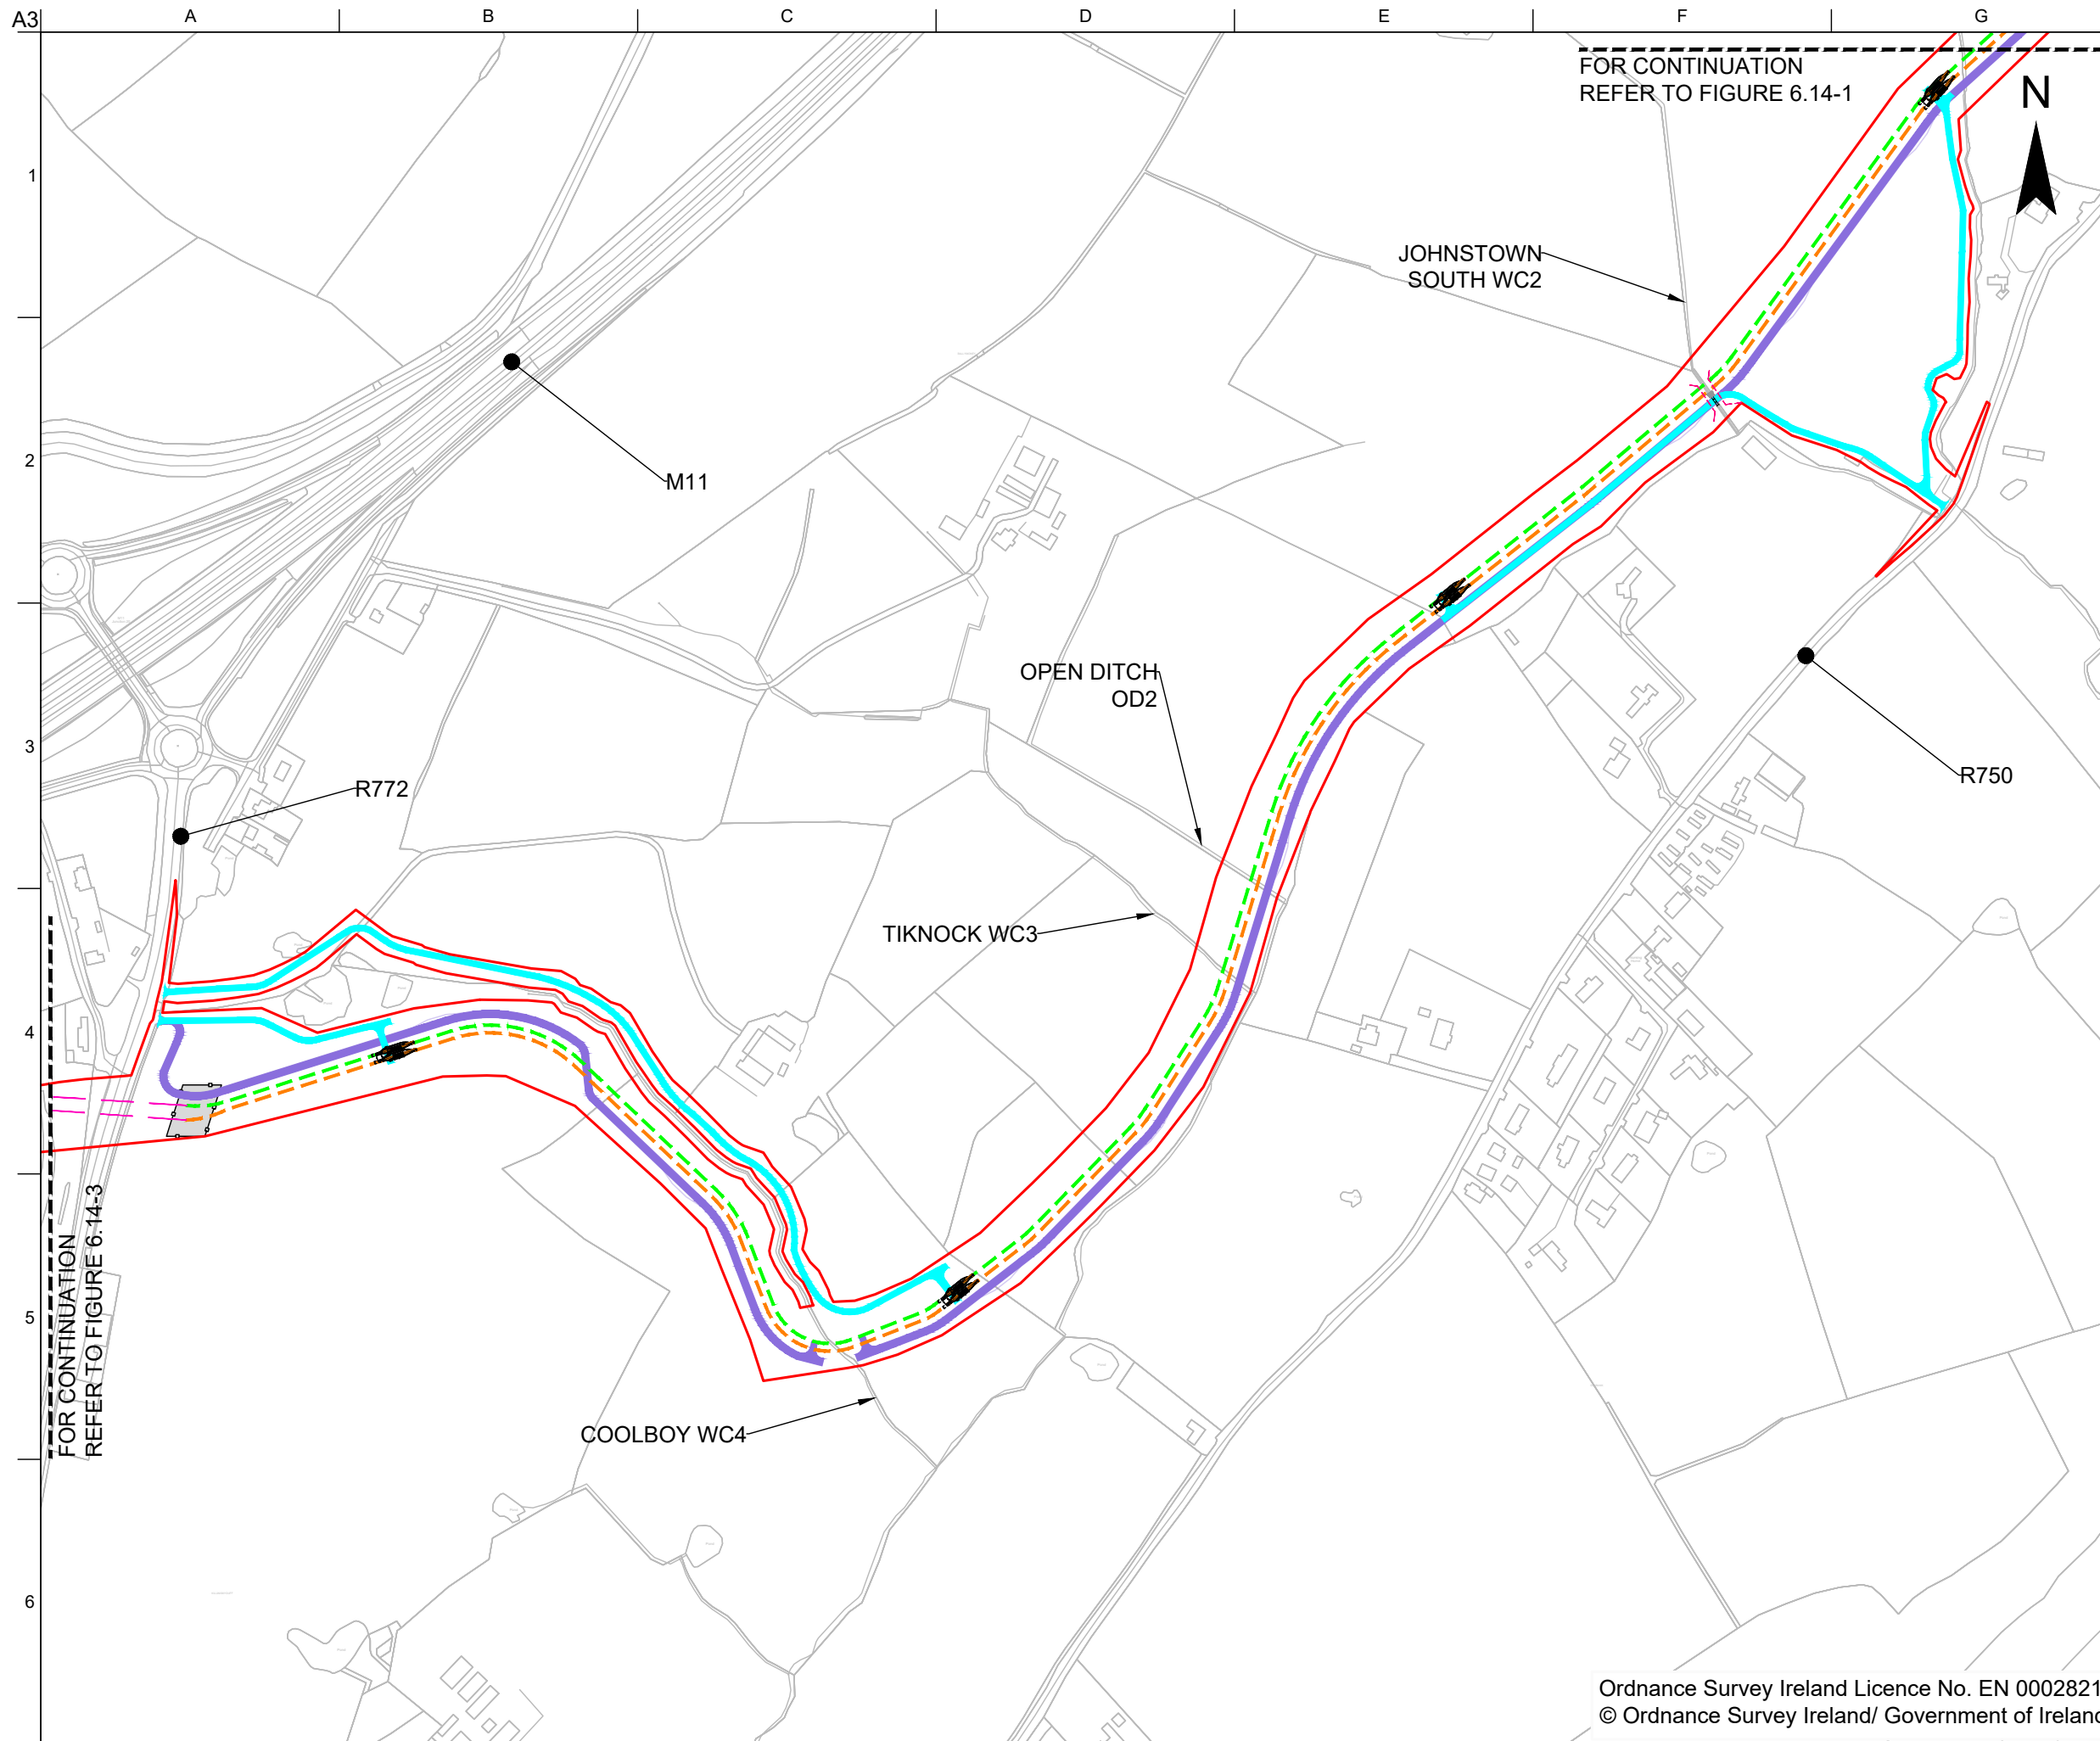 A3
A
B
C
D
E
F
G
FOR CONTINUATION
REFER TO FIGURE 6.14-1
N
1
JOHNSTOWN
SOUTH WC2
2
M11
OPEN DITCH
OD2
3
R750
R772
TIKNOCK WC3
4
FOR CONTINUATION
REFER TO FIGURE 6.14-3
5
COOLBOY WC4
6
Ordnance Survey Ireland Licence No. EN 0002821
© Ordnance Survey Ireland/ Government of Ireland